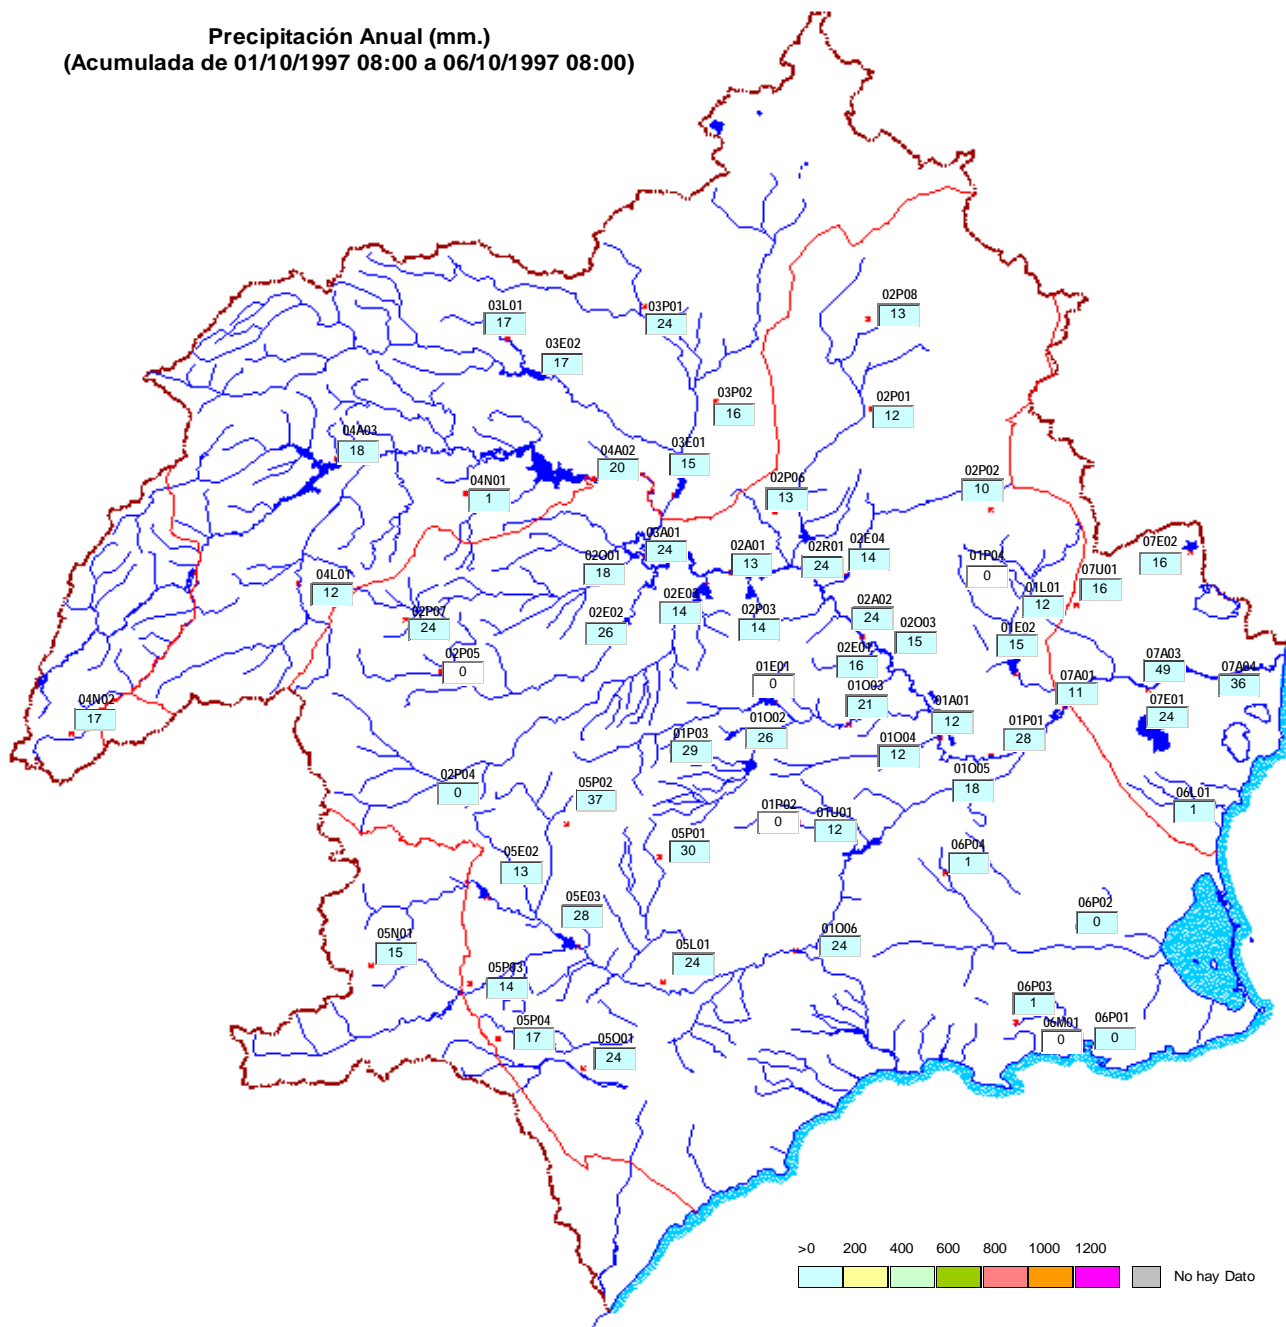 Precipitación Anual (mm.)
(Acumulada de 01/10/1997 08:00 a 06/10/1997 08:00)
02P08
13
03L01
17
03P01
24
03E02
17
03P02
16
02P01
12
04A03
18
04A02
20
03E01
15
04N01
1
02P06
13
02P02
10
03A01
24
02O01
18
02A01
13
02R01
24
02E04
14
01P04
0
07E02
16
07U01
16
04L01
12
02P07
24
02E02
26
02E03
14
02P03
14
02A02
24
02O03
15
01L01
12
01E02
15
02P05
0
01E01
0
02E01
16
07A03
49
07A04
36
07A01
11
01O03
21
04N02
17
01A01
12
07E01
24
01P03
29
01O02
26
01O04
12
01P01
28
02P04
0
05P02
37
01O05
18
06L01
1
01P02
0
01U01
12
05P01
30
05E02
13
06P04
1
05E03
28
06P02
0
05N01
15
01O06
24
05L01
24
05P03
14
06P03
1
05P04
17
06M01
0
06P01
0
05O01
24
>0 200 400 600 800 1000 1200
No hay Dato